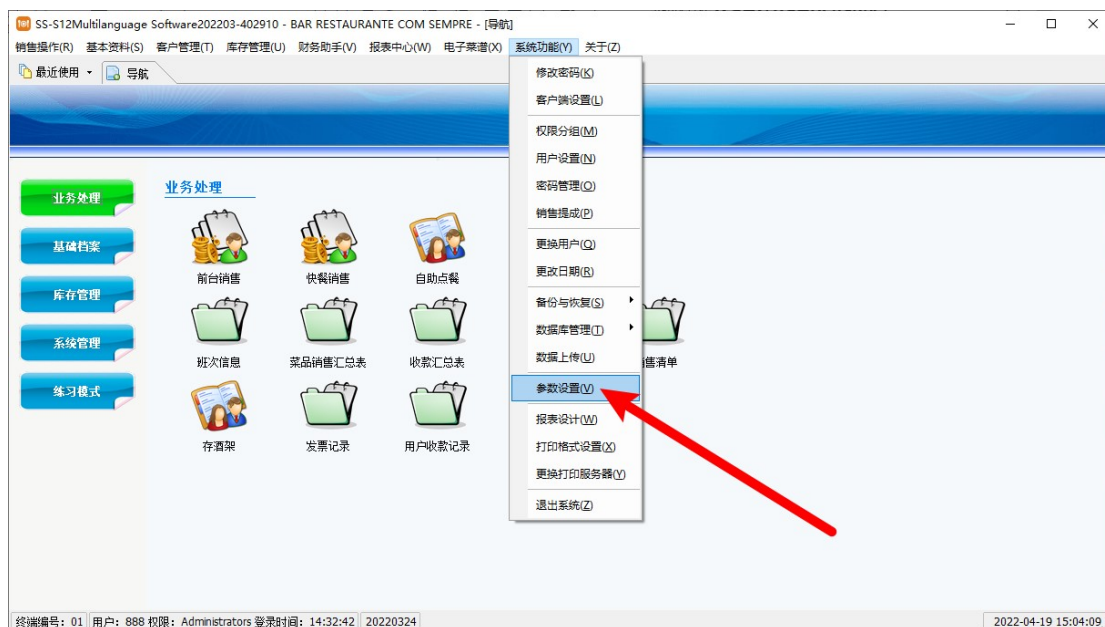 SS-S12Multilanguage Software202203-402910 - BAR RESTAURANTE COM SEMPRE - [导航]
销售操作(R) 基本资料(S) 客户管理(T) 库存管理(U) 财务助手(V) 报表中心(W) 电子菜谱(X) 系统功能(Y) 关于(Z)
最近使用 导航
修改密码(K)
客户端设置(L)
权限分组(M)
用户设置(N)
密码管理(O)
销售提成(P)
更换用户(Q)
更改日期(R)
备份与恢复(S)
数据库管理(T)
数据上传(U)
参数设置(V)
报表设计(W)
打印格式设置(X)
更换打印服务器(Y)
退出系统(Z)
业务处理
基础档案
库存管理
系统管理
练习模式
业务处理
前台销售 快餐销售 自助点餐
班次信息 菜品销售汇总表 收款汇总表 售清单
存酒架 发票记录 用户收款记录
终端编号: 01 用户: 888 权限: Administrators 登录时间: 14:32:42 20220324 2022-04-19 15:04:09